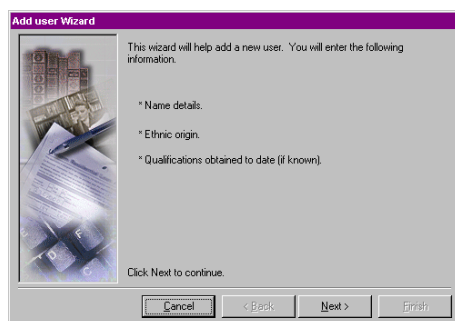 Add user Wizard
This wizard will help add a new user. You will enter the following
information.
* Name details.
* Ethnic origin.
* Qualifications obtained to date (if known).
Click Next to continue.
Cancel
< Back
Next >
Finish